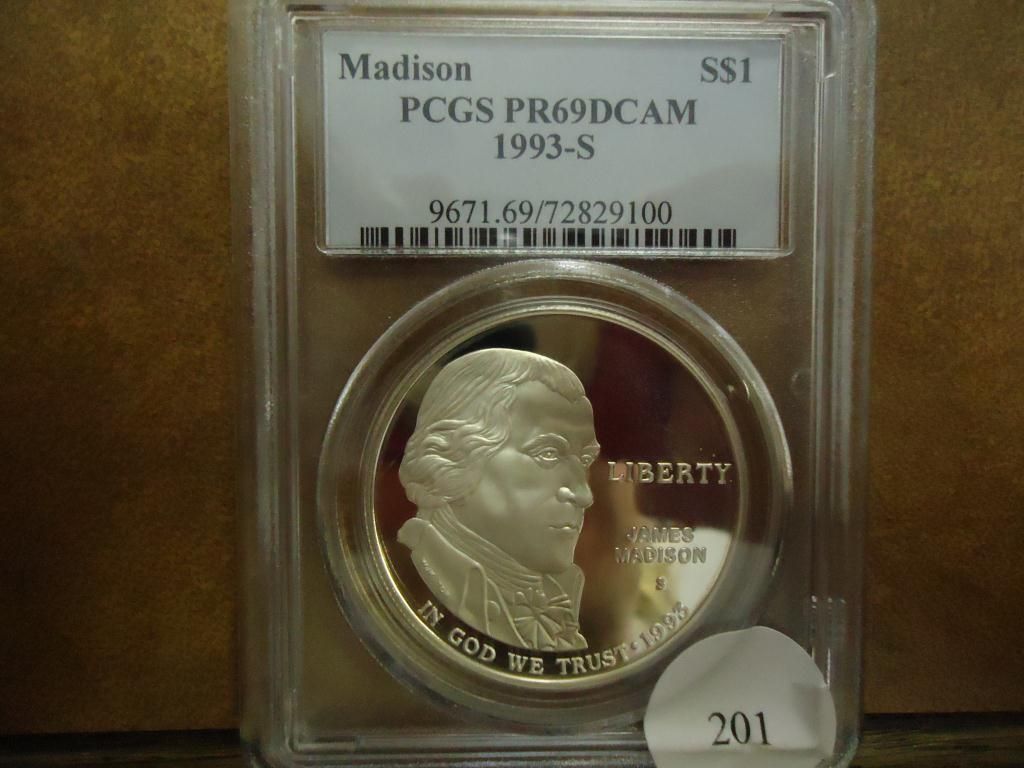 Madison S$1
PCGS PR69DCAM
1993-S
9671.69/72829100
LIBERTY
JAMES
MADISON
S
IN GOD WE TRUST • 1993
201